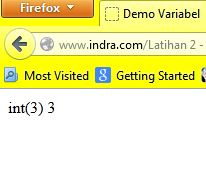 Firefox
Demo Variabel
www.indra.com/Latihan 2 -
Most Visited
Getting Started
int(3) 3